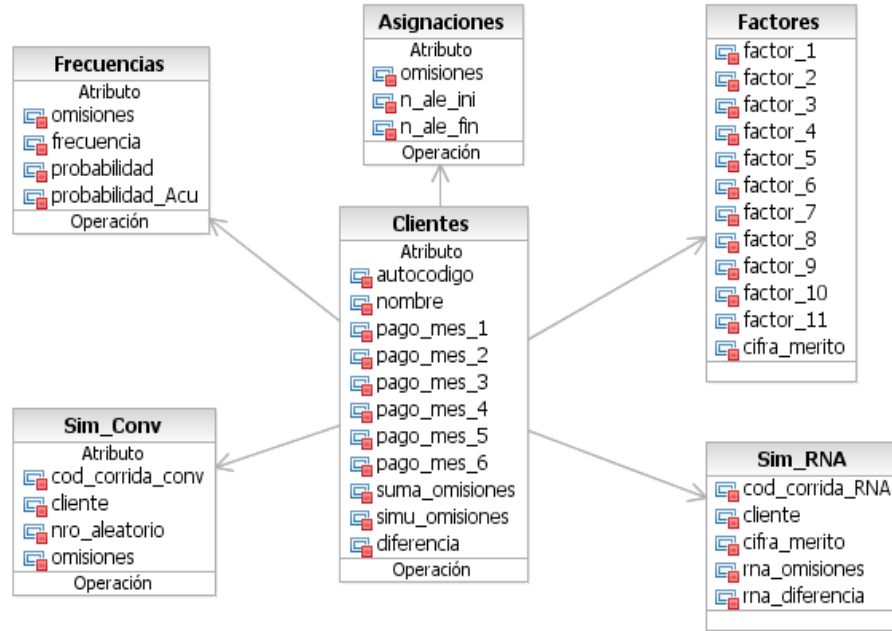 Frecuencias
Atributo
omisiones
frecuencia
probabilidad
probabilidad_Acu
Operación
Asignaciones
Atributo
omisiones
n_ale_ini
n_ale_fin
Operación
Factores
factor_1
factor_2
factor_3
factor_4
factor_5
factor_6
factor_7
factor_8
factor_9
factor_10
factor_11
cifra_merito
Clientes
Atributo
autocodigo
nombre
pago_mes_1
pago_mes_2
pago_mes_3
pago_mes_4
pago_mes_5
pago_mes_6
suma_omisiones
simu_omisiones
diferencia
Operación
Sim_Conv
Atributo
cod_corrida_conv
cliente
nro_aleatorio
omisiones
Operación
Sim_RNA
cod_corrida_RNA
cliente
cifra_merito
rna_omisiones
rna_diferencia